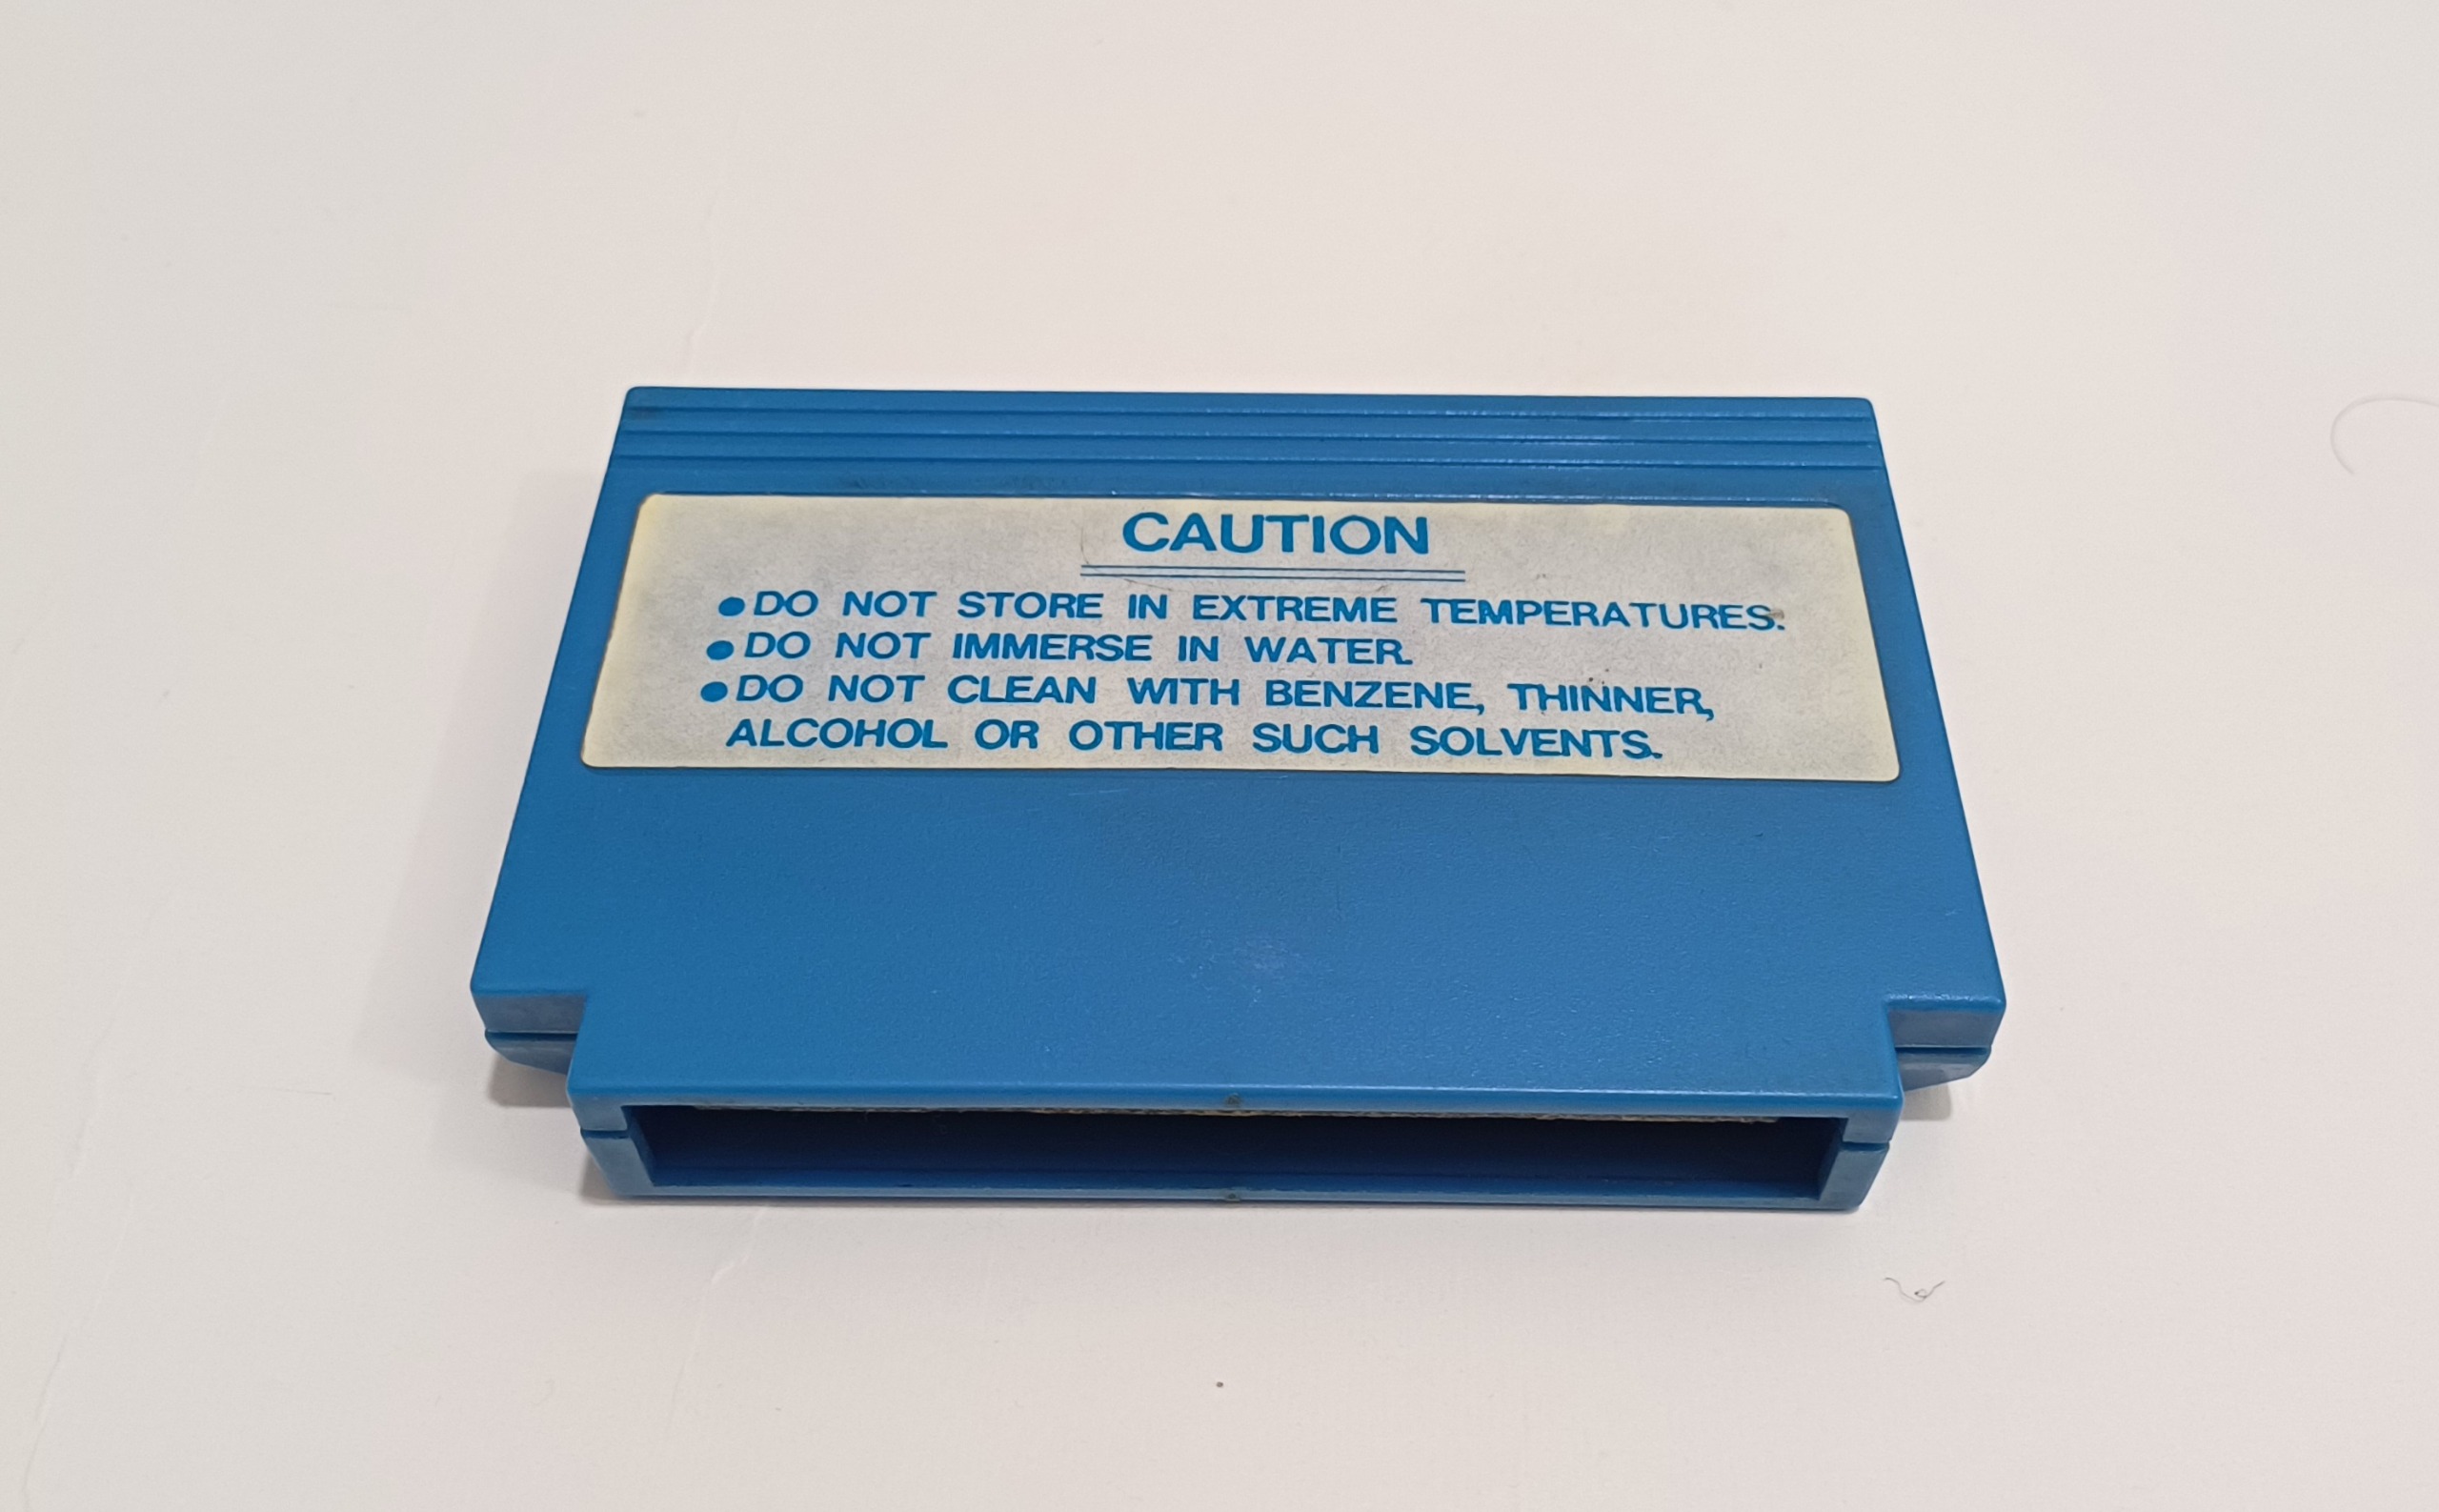 CAUTION
●DO NOT STORE IN EXTREME TEMPERATURES.
●DO NOT IMMERSE IN WATER.
●DO NOT CLEAN WITH BENZENE, THINNER,
ALCOHOL OR OTHER SUCH SOLVENTS.